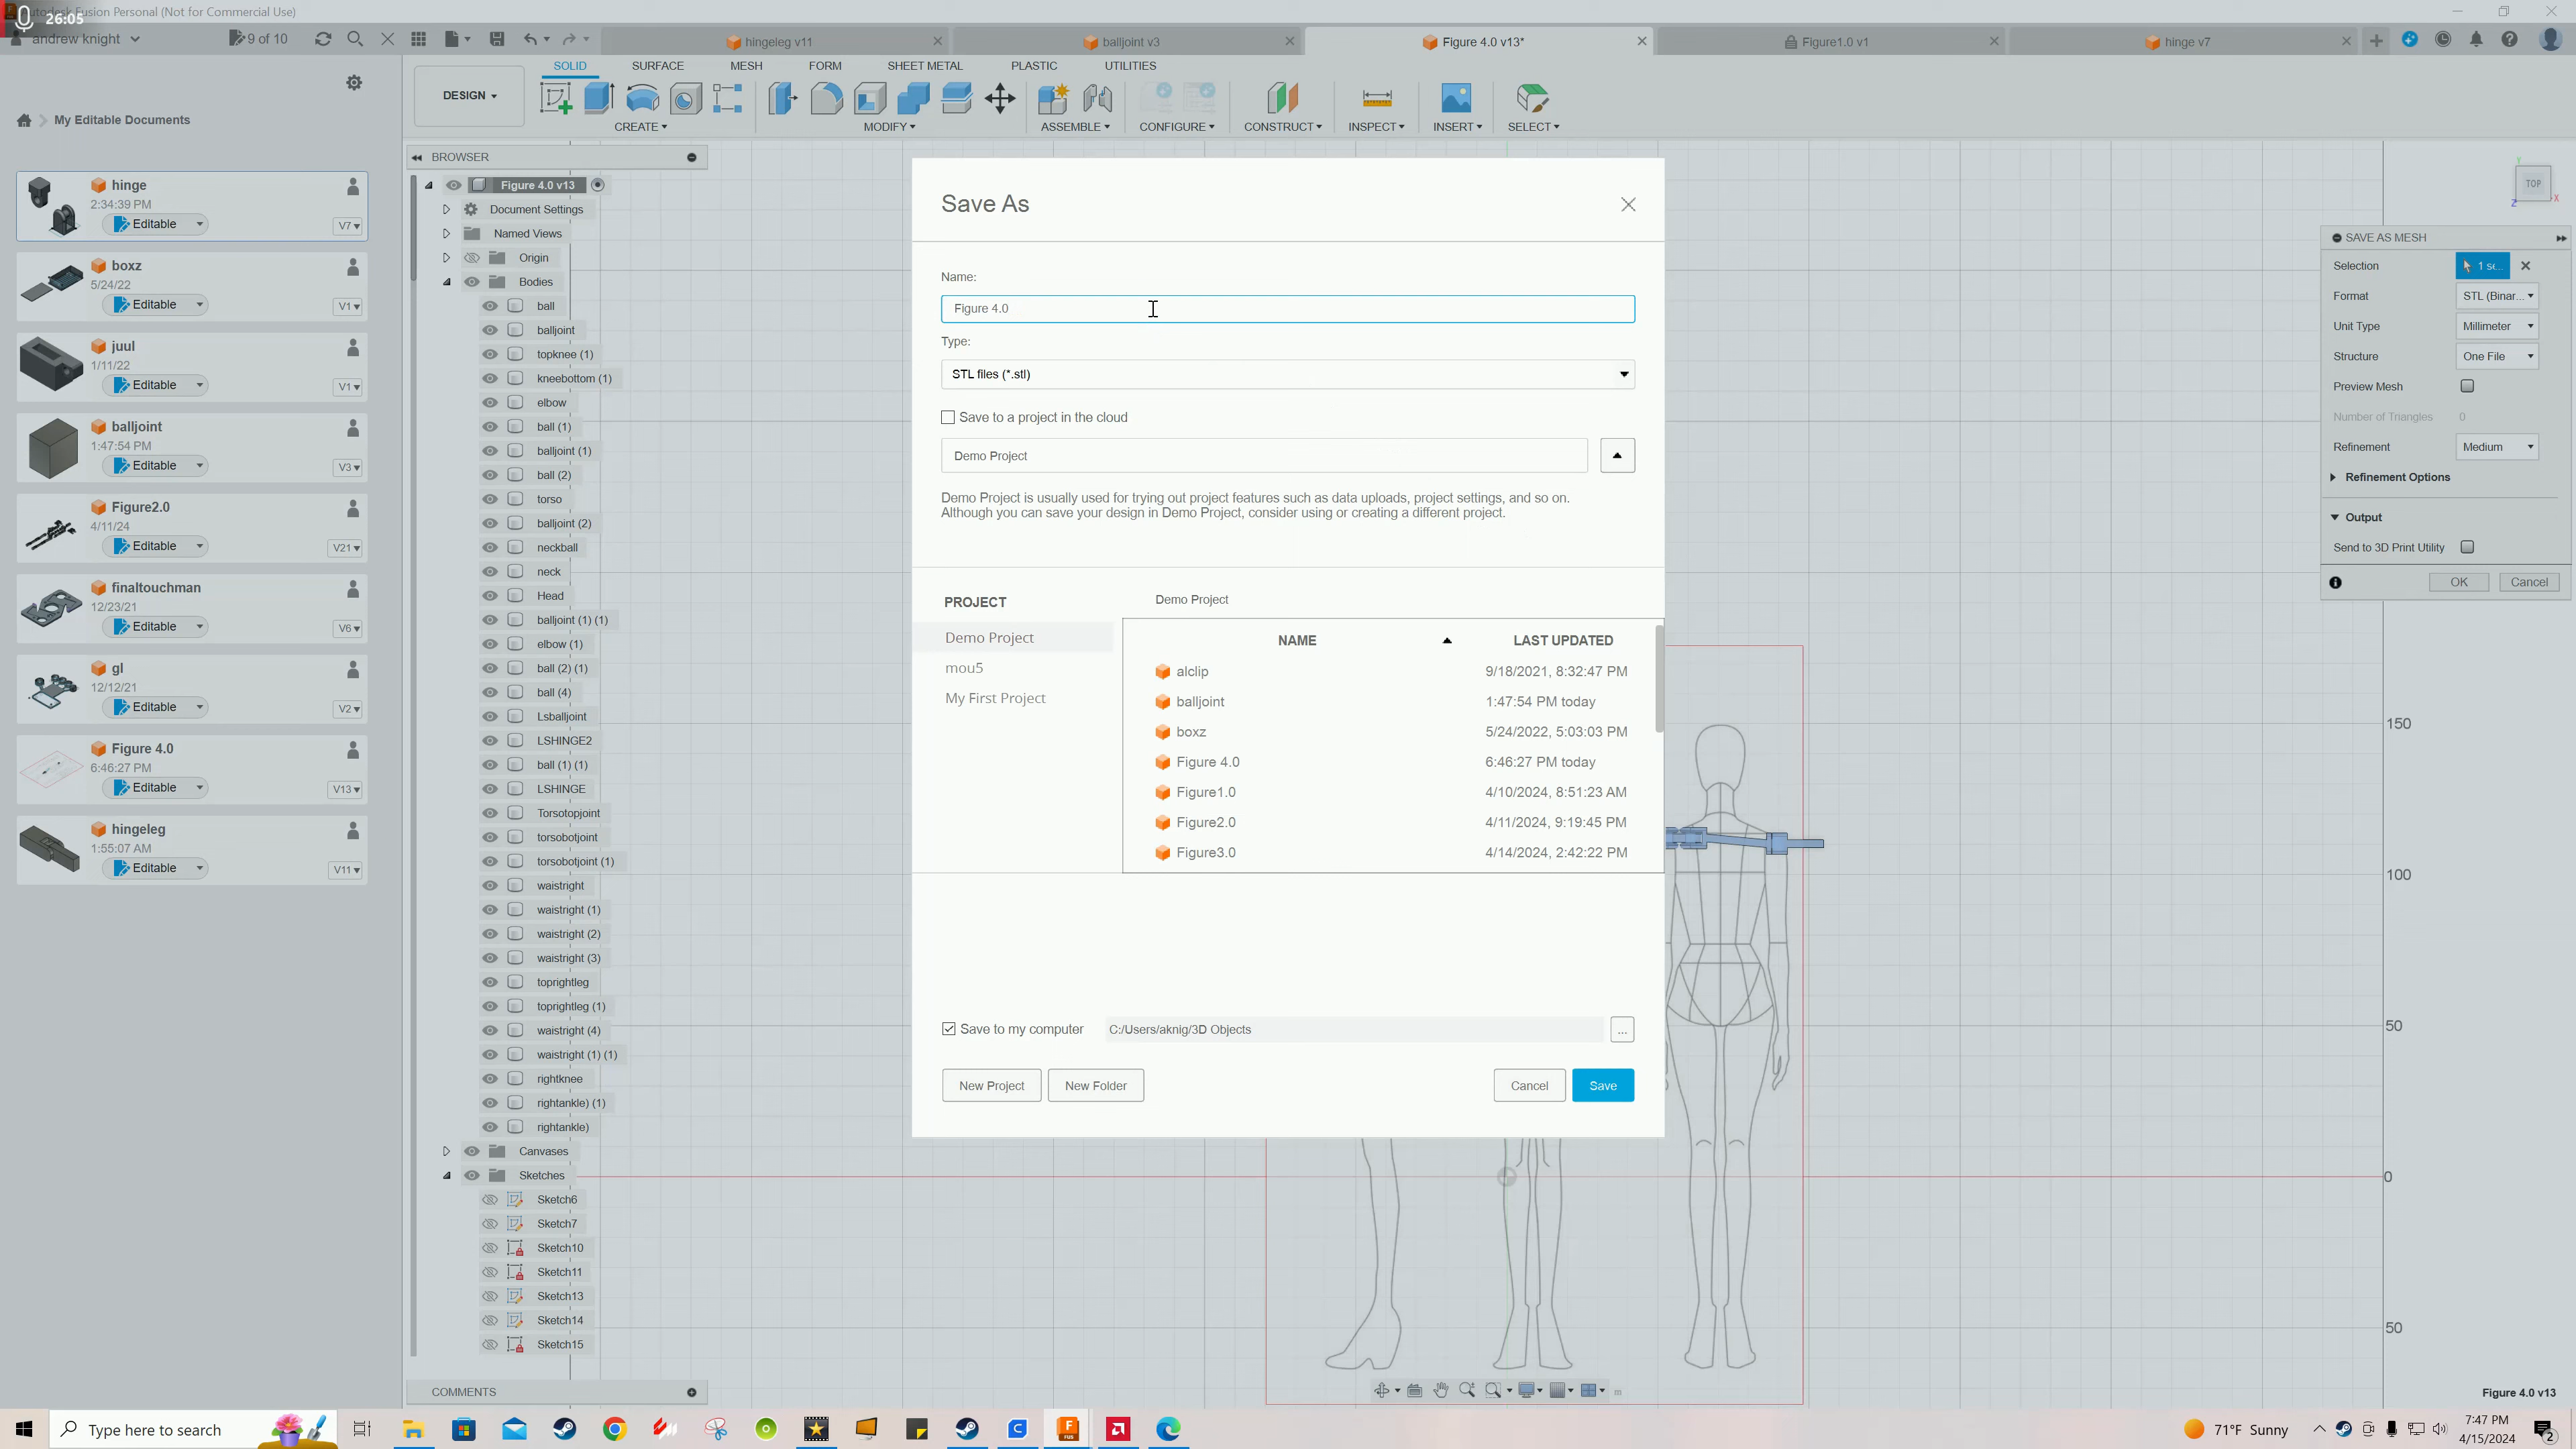 26:05
Autodesk Fusion Personal (Not for Commercial Use)
andrew knight
9 of 10
hingeleg v11
balljoint v3
Figure 4.0 v13*
Figure1.0 v1
hinge v7
SOLID
SURFACE
MESH
FORM
SHEET METAL
PLASTIC
UTILITIES
DESIGN
CREATE
MODIFY
ASSEMBLE
CONFIGURE
CONSTRUCT
INSPECT
INSERT
SELECT
My Editable Documents
hinge
2:34:39 PM
Editable
V7
boxz
5/24/22
Editable
V1
juul
1/11/22
Editable
V1
balljoint
1:47:54 PM
Editable
V3
Figure2.0
4/11/24
Editable
V21
finaltouchman
12/23/21
Editable
V6
gl
12/12/21
Editable
V2
Figure 4.0
6:46:27 PM
Editable
V13
hingeleg
1:55:07 AM
Editable
V11
BROWSER
Figure 4.0 v13
Document Settings
Named Views
Origin
Bodies
ball
balljoint
topknee (1)
kneebottom (1)
elbow
ball (1)
balljoint (1)
ball (2)
torso
balljoint (2)
neckball
neck
Head
balljoint (1) (1)
elbow (1)
ball (2) (1)
ball (4)
Lsballjoint
LSHINGE2
ball (1) (1)
LSHINGE
Torsotopjoint
torsobotjoint
torsobotjoint (1)
waistright
waistright (1)
waistright (2)
waistright (3)
toprightleg
toprightleg (1)
waistright (4)
waistright (1) (1)
rightknee
rightankle) (1)
rightankle)
Canvases
Sketches
Sketch6
Sketch7
Sketch10
Sketch11
Sketch13
Sketch14
Sketch15
COMMENTS
Save As
Name:
Figure 4.0
Type:
STL files (*.stl)
Save to a project in the cloud
Demo Project
Demo Project is usually used for trying out project features such as data uploads, project settings, and so on.
Although you can save your design in Demo Project, consider using or creating a different project.
PROJECT
Demo Project
mou5
My First Project
Demo Project
NAME
LAST UPDATED
alclip
9/18/2021, 8:32:47 PM
balljoint
1:47:54 PM today
boxz
5/24/2022, 5:03:03 PM
Figure 4.0
6:46:27 PM today
Figure1.0
4/10/2024, 8:51:23 AM
Figure2.0
4/11/2024, 9:19:45 PM
Figure3.0
4/14/2024, 2:42:22 PM
Save to my computer
C:/Users/aknig/3D Objects
...
New Project
New Folder
Cancel
Save
TOP
Y
X
Z
SAVE AS MESH
Selection
1 se...
Format
STL (Binar...
Unit Type
Millimeter
Structure
One File
Preview Mesh
Number of Triangles
0
Refinement
Medium
Refinement Options
Output
Send to 3D Print Utility
OK
Cancel
150
100
50
0
50
Figure 4.0 v13
Type here to search
71°F Sunny
7:47 PM
4/15/2024
2